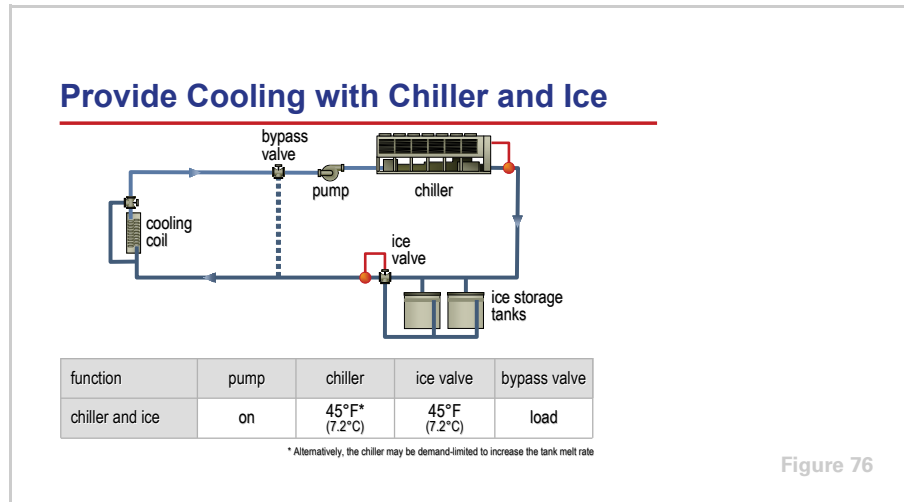 Provide Cooling with Chiller and Ice
bypass
valve
pump
chiller
cooling
coil
ice
valve
ice storage
tanks
function pump chiller ice valve bypass valve
chiller and ice on 45°F* 45°F load
(7.2°C) (7.2°C)
* Alternatively, the chiller may be demand-limited to increase the tank melt rate
Figure 76